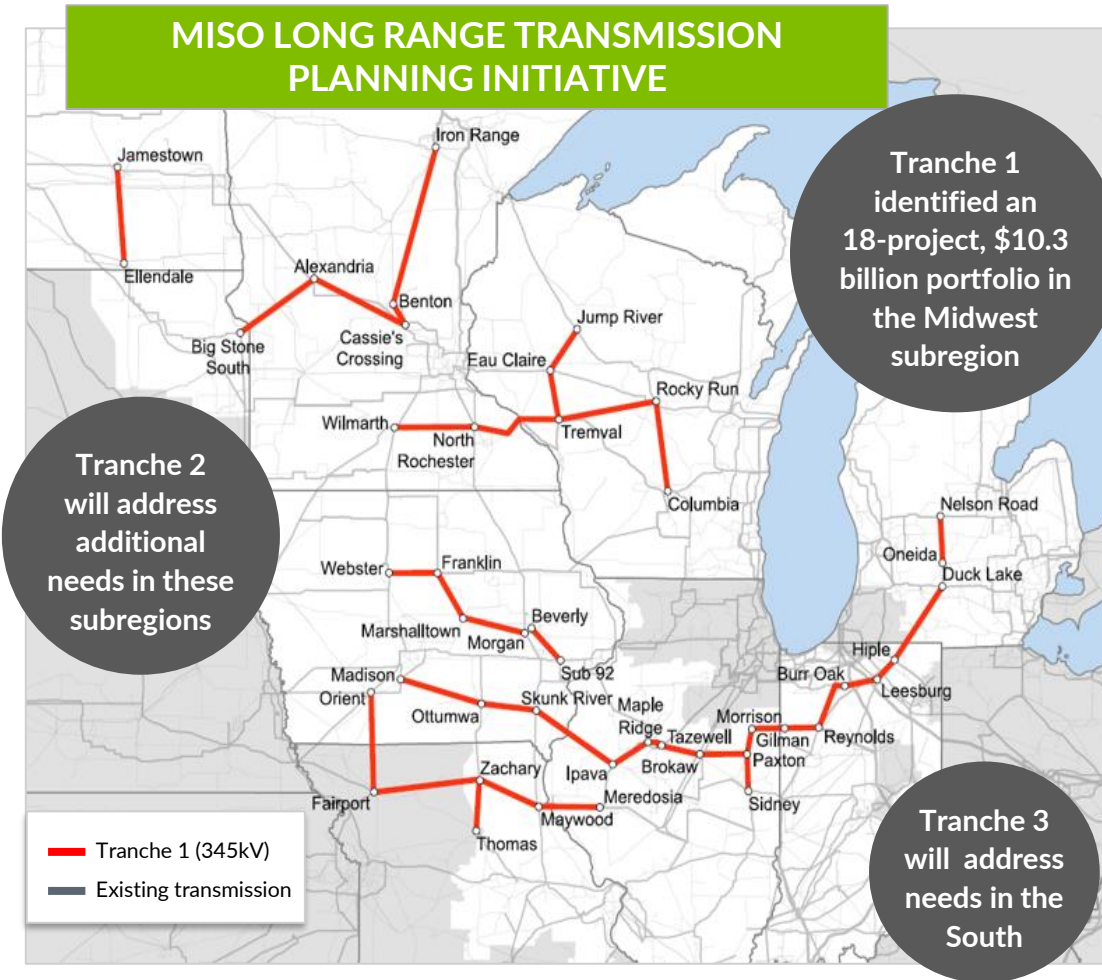 MISO LONG RANGE TRANSMISSION
PLANNING INITIATIVE
Tranche 1
identified an
18-project, $10.3
billion portfolio in
the Midwest
subregion
Iron Range
Jamestown
Ellendale
Alexandria
Benton
Big Stone
South
Cassie's
Crossing
Jump River
Eau Claire
Rocky Run
Wilmarth
North
Rochester
Tremval
Columbia
Tranche 2
will address
additional
needs in these
subregions
Nelson Road
Oneida
Duck Lake
Webster
Franklin
Marshalltown
Morgan
Beverly
Sub 92
Hiple
Burr Oak
Leesburg
Madison
Orient
Ottumwa
Skunk River
Maple
Ridge
Tazewell
Morrison
Gilman
Reynolds
Brokaw
Paxton
Ipava
Sidney
Zachary
Meredosia
Fairport
Maywood
Thomas
Tranche 1 (345kV)
Existing transmission
Tranche 3
will address
needs in the
South